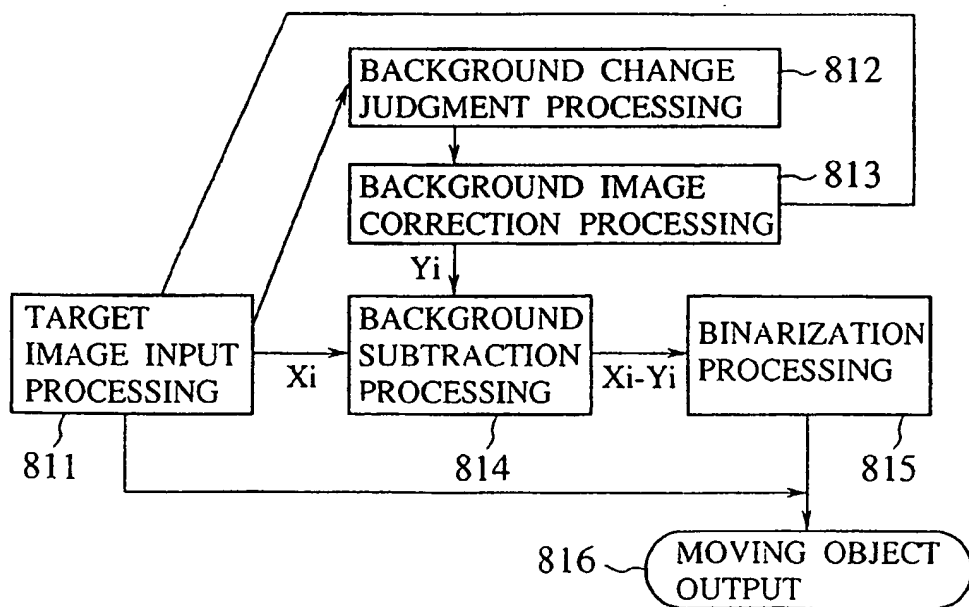 BACKGROUND CHANGE
JUDGMENT PROCESSING
812
BACKGROUND IMAGE
CORRECTION PROCESSING
813
Yi
TARGET
IMAGE INPUT
PROCESSING
811
Xi
BACKGROUND
SUBTRACTION
PROCESSING
814
Xi-Yi
BINARIZATION
PROCESSING
815
816
MOVING OBJECT
OUTPUT